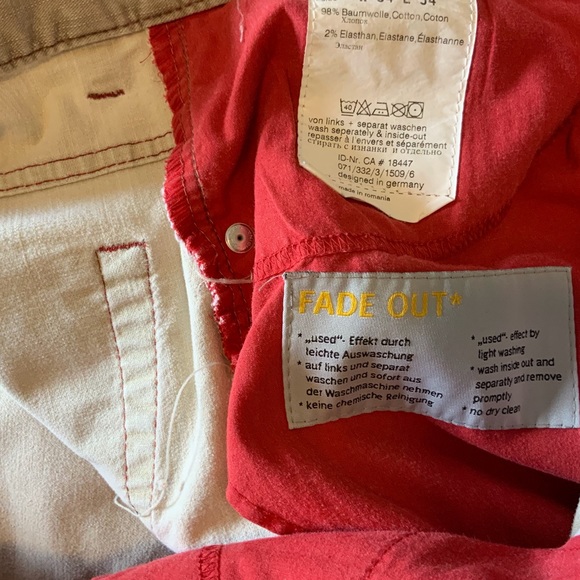 98% Baumwolle,Cotton,Coton
Хлопов
2% Elasthan,Elastane,Élasthanne
Эластан
40
von links + separat waschen
wash seperately & inside-out
repasser à l'envers et séparément
стирать с изнанки и отдельно
ID-Nr. CA # 18447
071/332/3/1509/6
designed in germany
made in romania
FADE OUT*
* „used"- Effekt durch
leichte Auswaschung
* auf links und separat
waschen und sofort aus
der Waschmaschine nehmen
* keine chemische Reinigung
* „used"- effect by
light washing
* wash inside out and
separatly and remove
promptly
* no dry clean